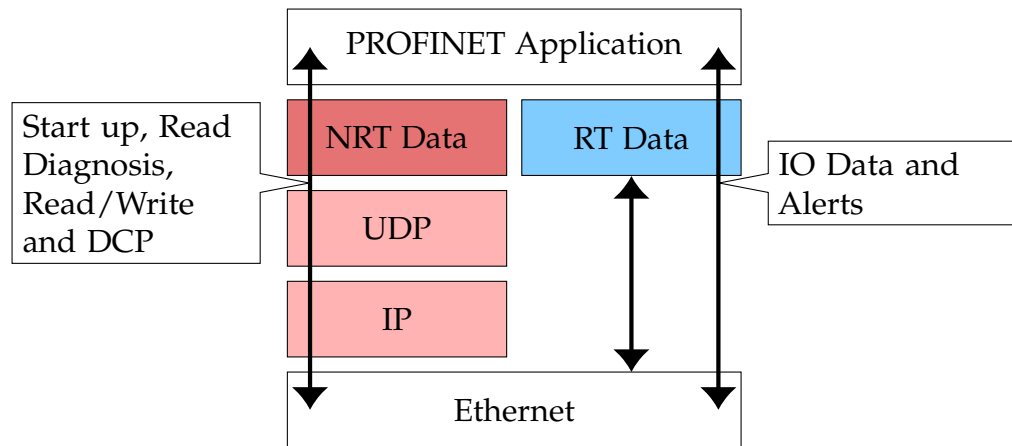 PROFINET Application
Start up, Read
Diagnosis,
Read/Write
and DCP
NRT Data
RT Data
IO Data and
Alerts
UDP
IP
Ethernet